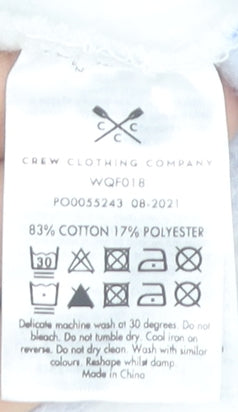 C C
C
CREW CLOTHING COMPANY
WQF018
PO0055243 08-2021
83% COTTON 17% POLYESTER
30
Delicate machine wash at 30 degrees. Do not
bleach. Do not tumble dry. Cool iron on
reverse. Do not dry clean. Wash with similar
colours. Reshape whilst damp.
Made in China